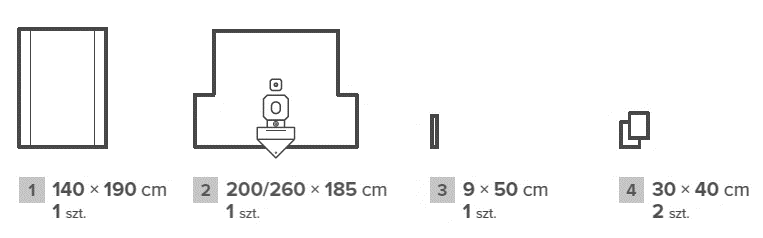 1 140 × 190 cm
1 szt.
2 200/260 × 185 cm
1 szt.
3 9 × 50 cm
1 szt.
4 30 × 40 cm
2 szt.